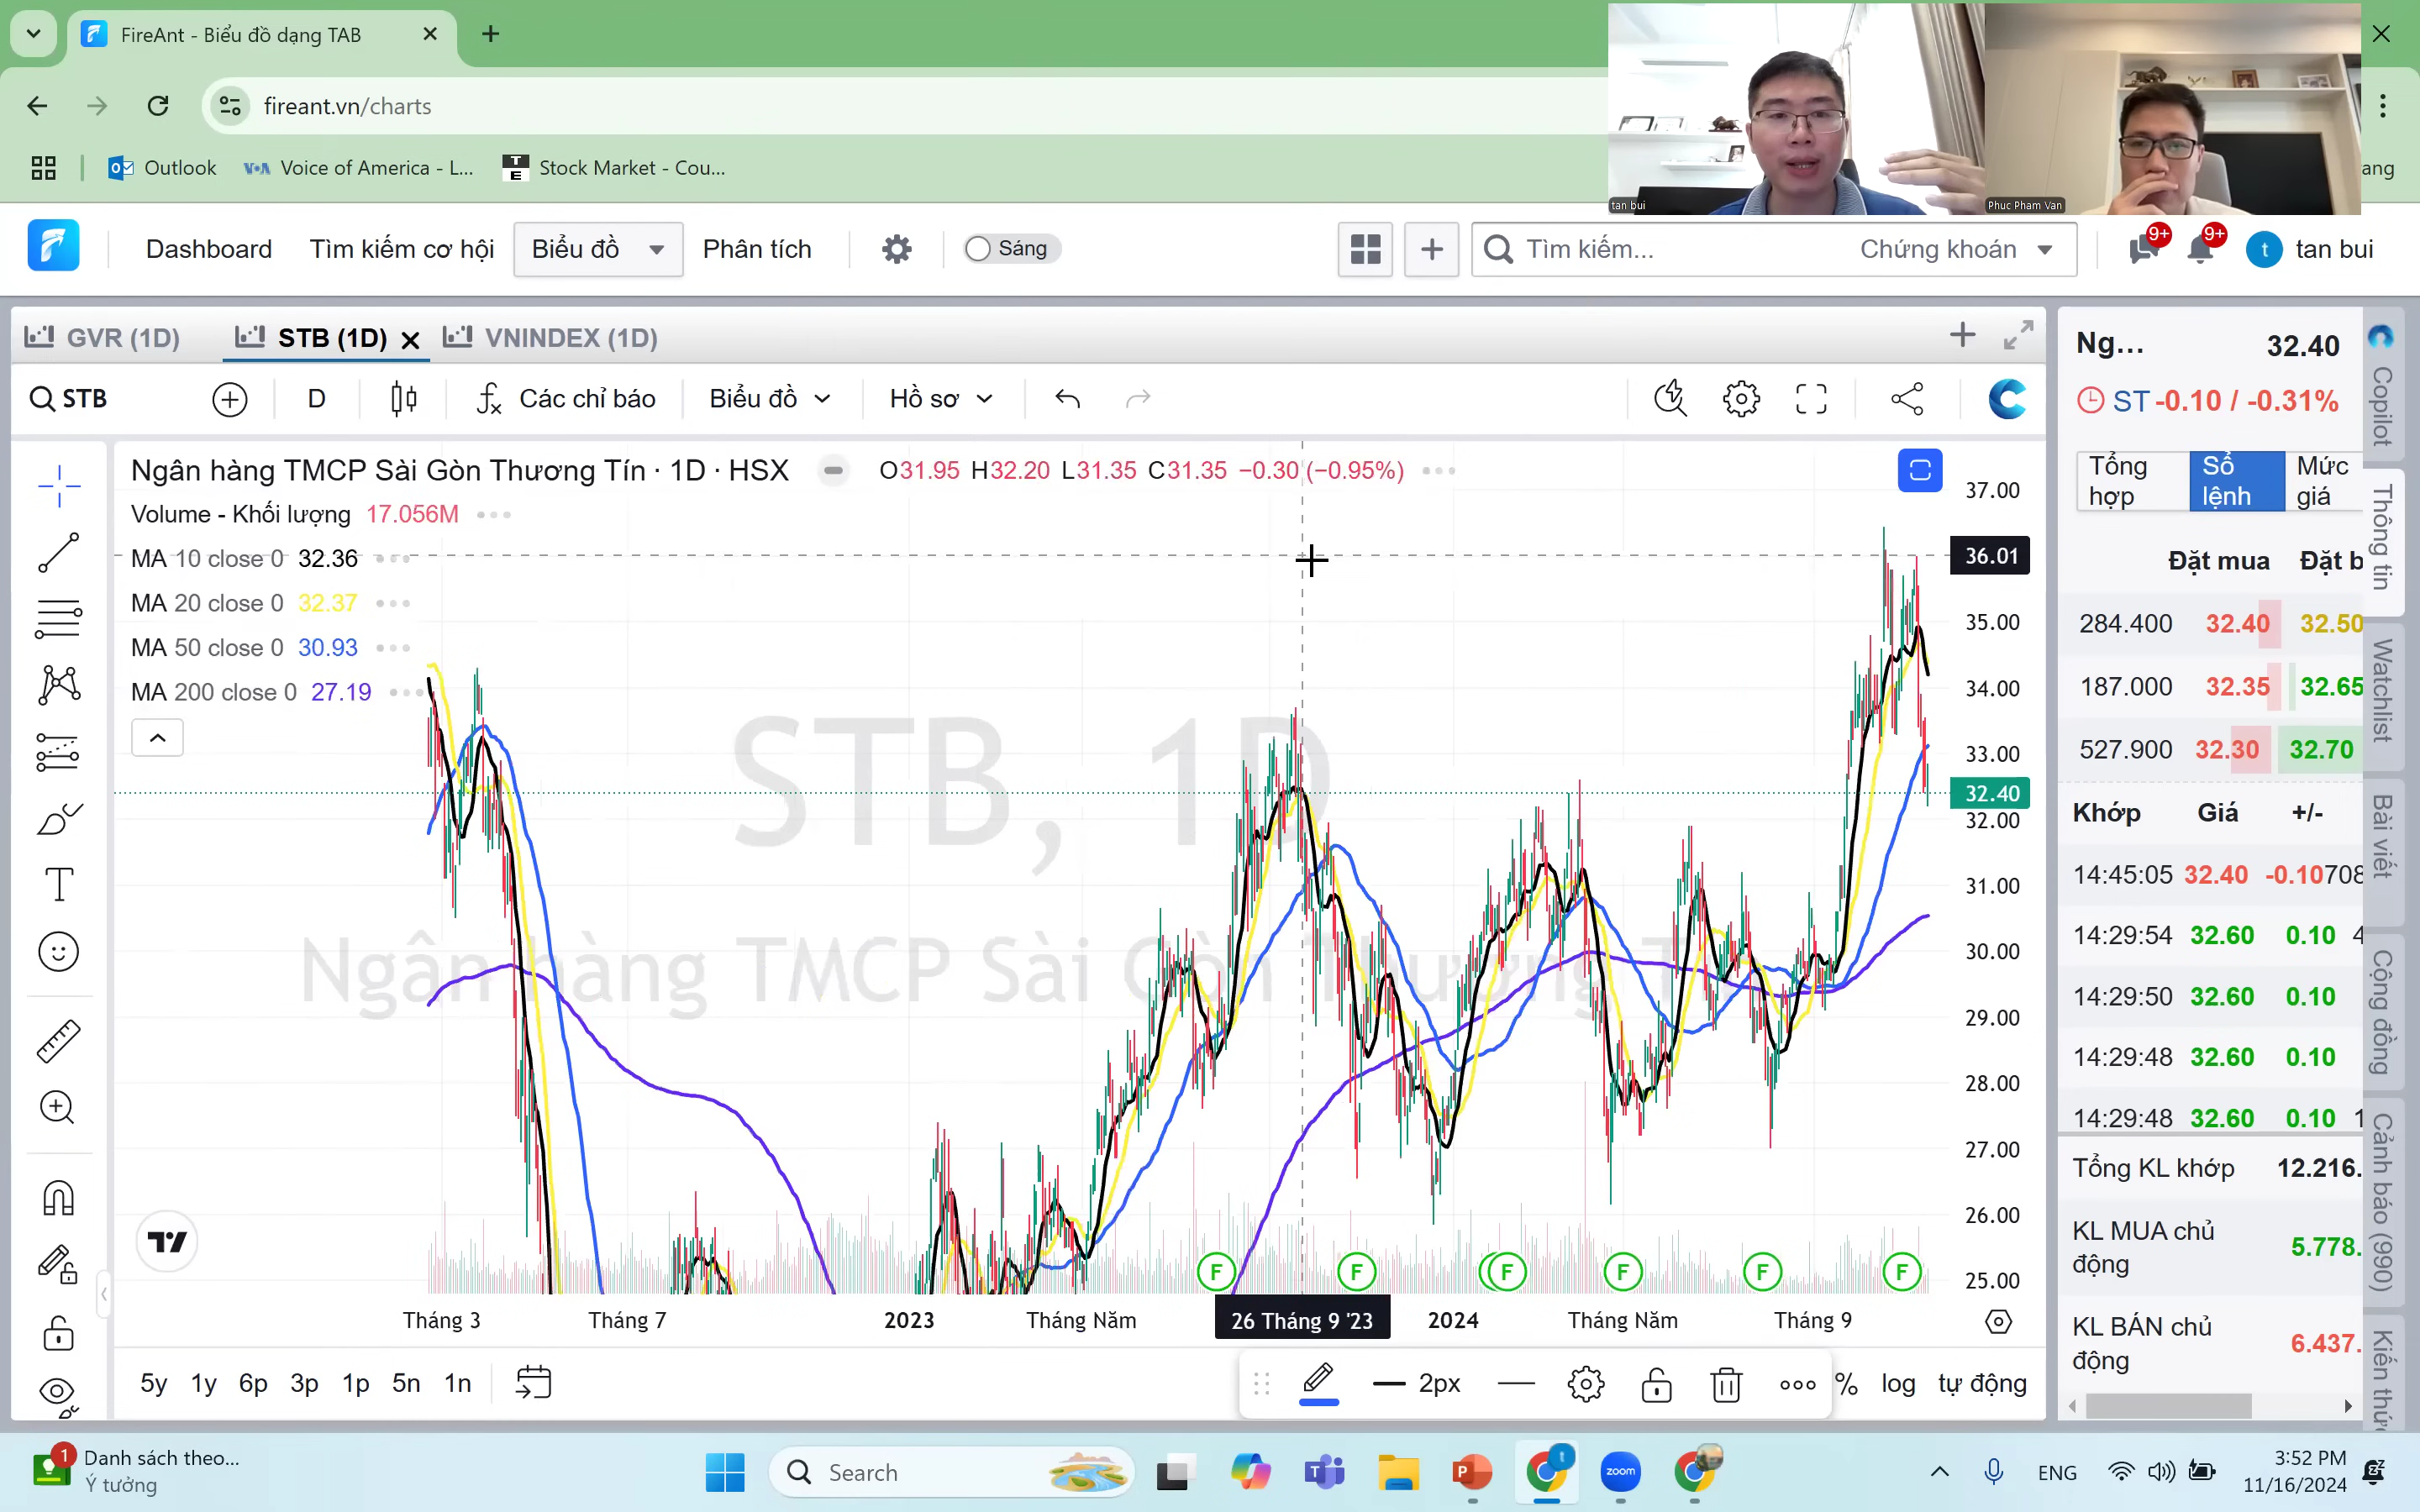 FireAnt - Biểu đồ dạng TAB
fireant.vn/charts
Outlook
Voice of America - L...
Stock Market - Cou...
tan bui
Phuc Pham Van
ang
Dashboard
Tìm kiếm cơ hội
Biểu đồ
Phân tích
Sáng
Tìm kiếm...
Chứng khoán
9+
9+
t
tan bui
GVR (1D)
STB (1D)
VNINDEX (1D)
STB
D
Các chỉ báo
Biểu đồ
Hồ sơ
Ngân hàng TMCP Sài Gòn Thương Tín · 1D · HSX
O31.95 H32.20 L31.35 C31.35 −0.30 (−0.95%)
Volume - Khối lượng 17.056M
MA 10 close 0 32.36
MA 20 close 0 32.37
MA 50 close 0 30.93
MA 200 close 0 27.19
STB, 1D
Ngân hàng TMCP Sài Gòn Thương T
37.00
36.01
35.00
34.00
33.00
32.40
32.00
31.00
30.00
29.00
28.00
27.00
26.00
25.00
F
F
F
F
F
F
Tháng 3
Tháng 7
2023
Tháng Năm
26 Tháng 9 '23
2024
Tháng Năm
Tháng 9
5y
1y
6p
3p
1p
5n
1n
2px
%
log
tự động
Ng...
32.40
ST -0.10 / -0.31%
Tổng hợp
Sổ lệnh
Mức giá
Đặt mua
Đặt b
284.400 32.40 32.50
187.000 32.35 32.65
527.900 32.30 32.70
Khớp Giá +/-
14:45:05 32.40 -0.10 708
14:29:54 32.60 0.10 4
14:29:50 32.60 0.10
14:29:48 32.60 0.10
14:29:48 32.60 0.10 1
Tổng KL khớp 12.216.
KL MUA chủ động 5.778.
KL BÁN chủ động 6.437.
Copilot
Thông tin
Watchlist
Bài viết
Cộng đồng
Cảnh báo (990)
Kiến thứ
1
Danh sách theo...
Ý tưởng
Search
zoom
ENG
3:52 PM
11/16/2024